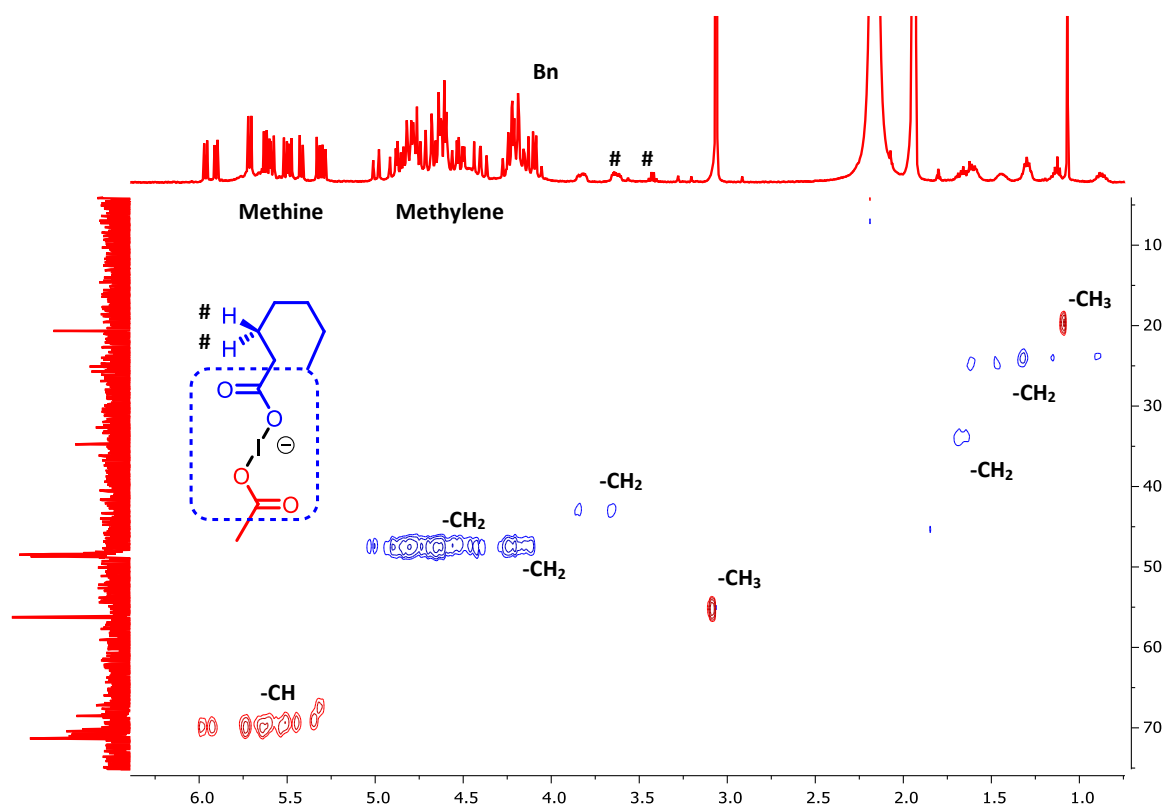 Bn
# #
Methine Methylene
10
-CH₃
# H
20
#
H
-CH₂
O
30
O
I ⊖
-CH₂
-CH₂
40
O
O
-CH₂
-CH₂
50
-CH₃
60
-CH
70
6.0 5.5 5.0 4.5 4.0 3.5 3.0 2.5 2.0 1.5 1.0